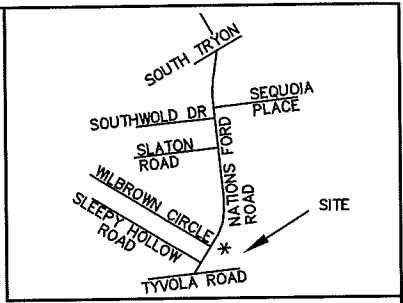 SOUTH TRYON
SEQUOIA
PLACE
SOUTHWOLD DR
SLATON
ROAD
NATIONS FORD
ROAD
WILBROWN CIRCLE
SLEEPY HOLLOW
ROAD
SITE
*
TYVOLA ROAD